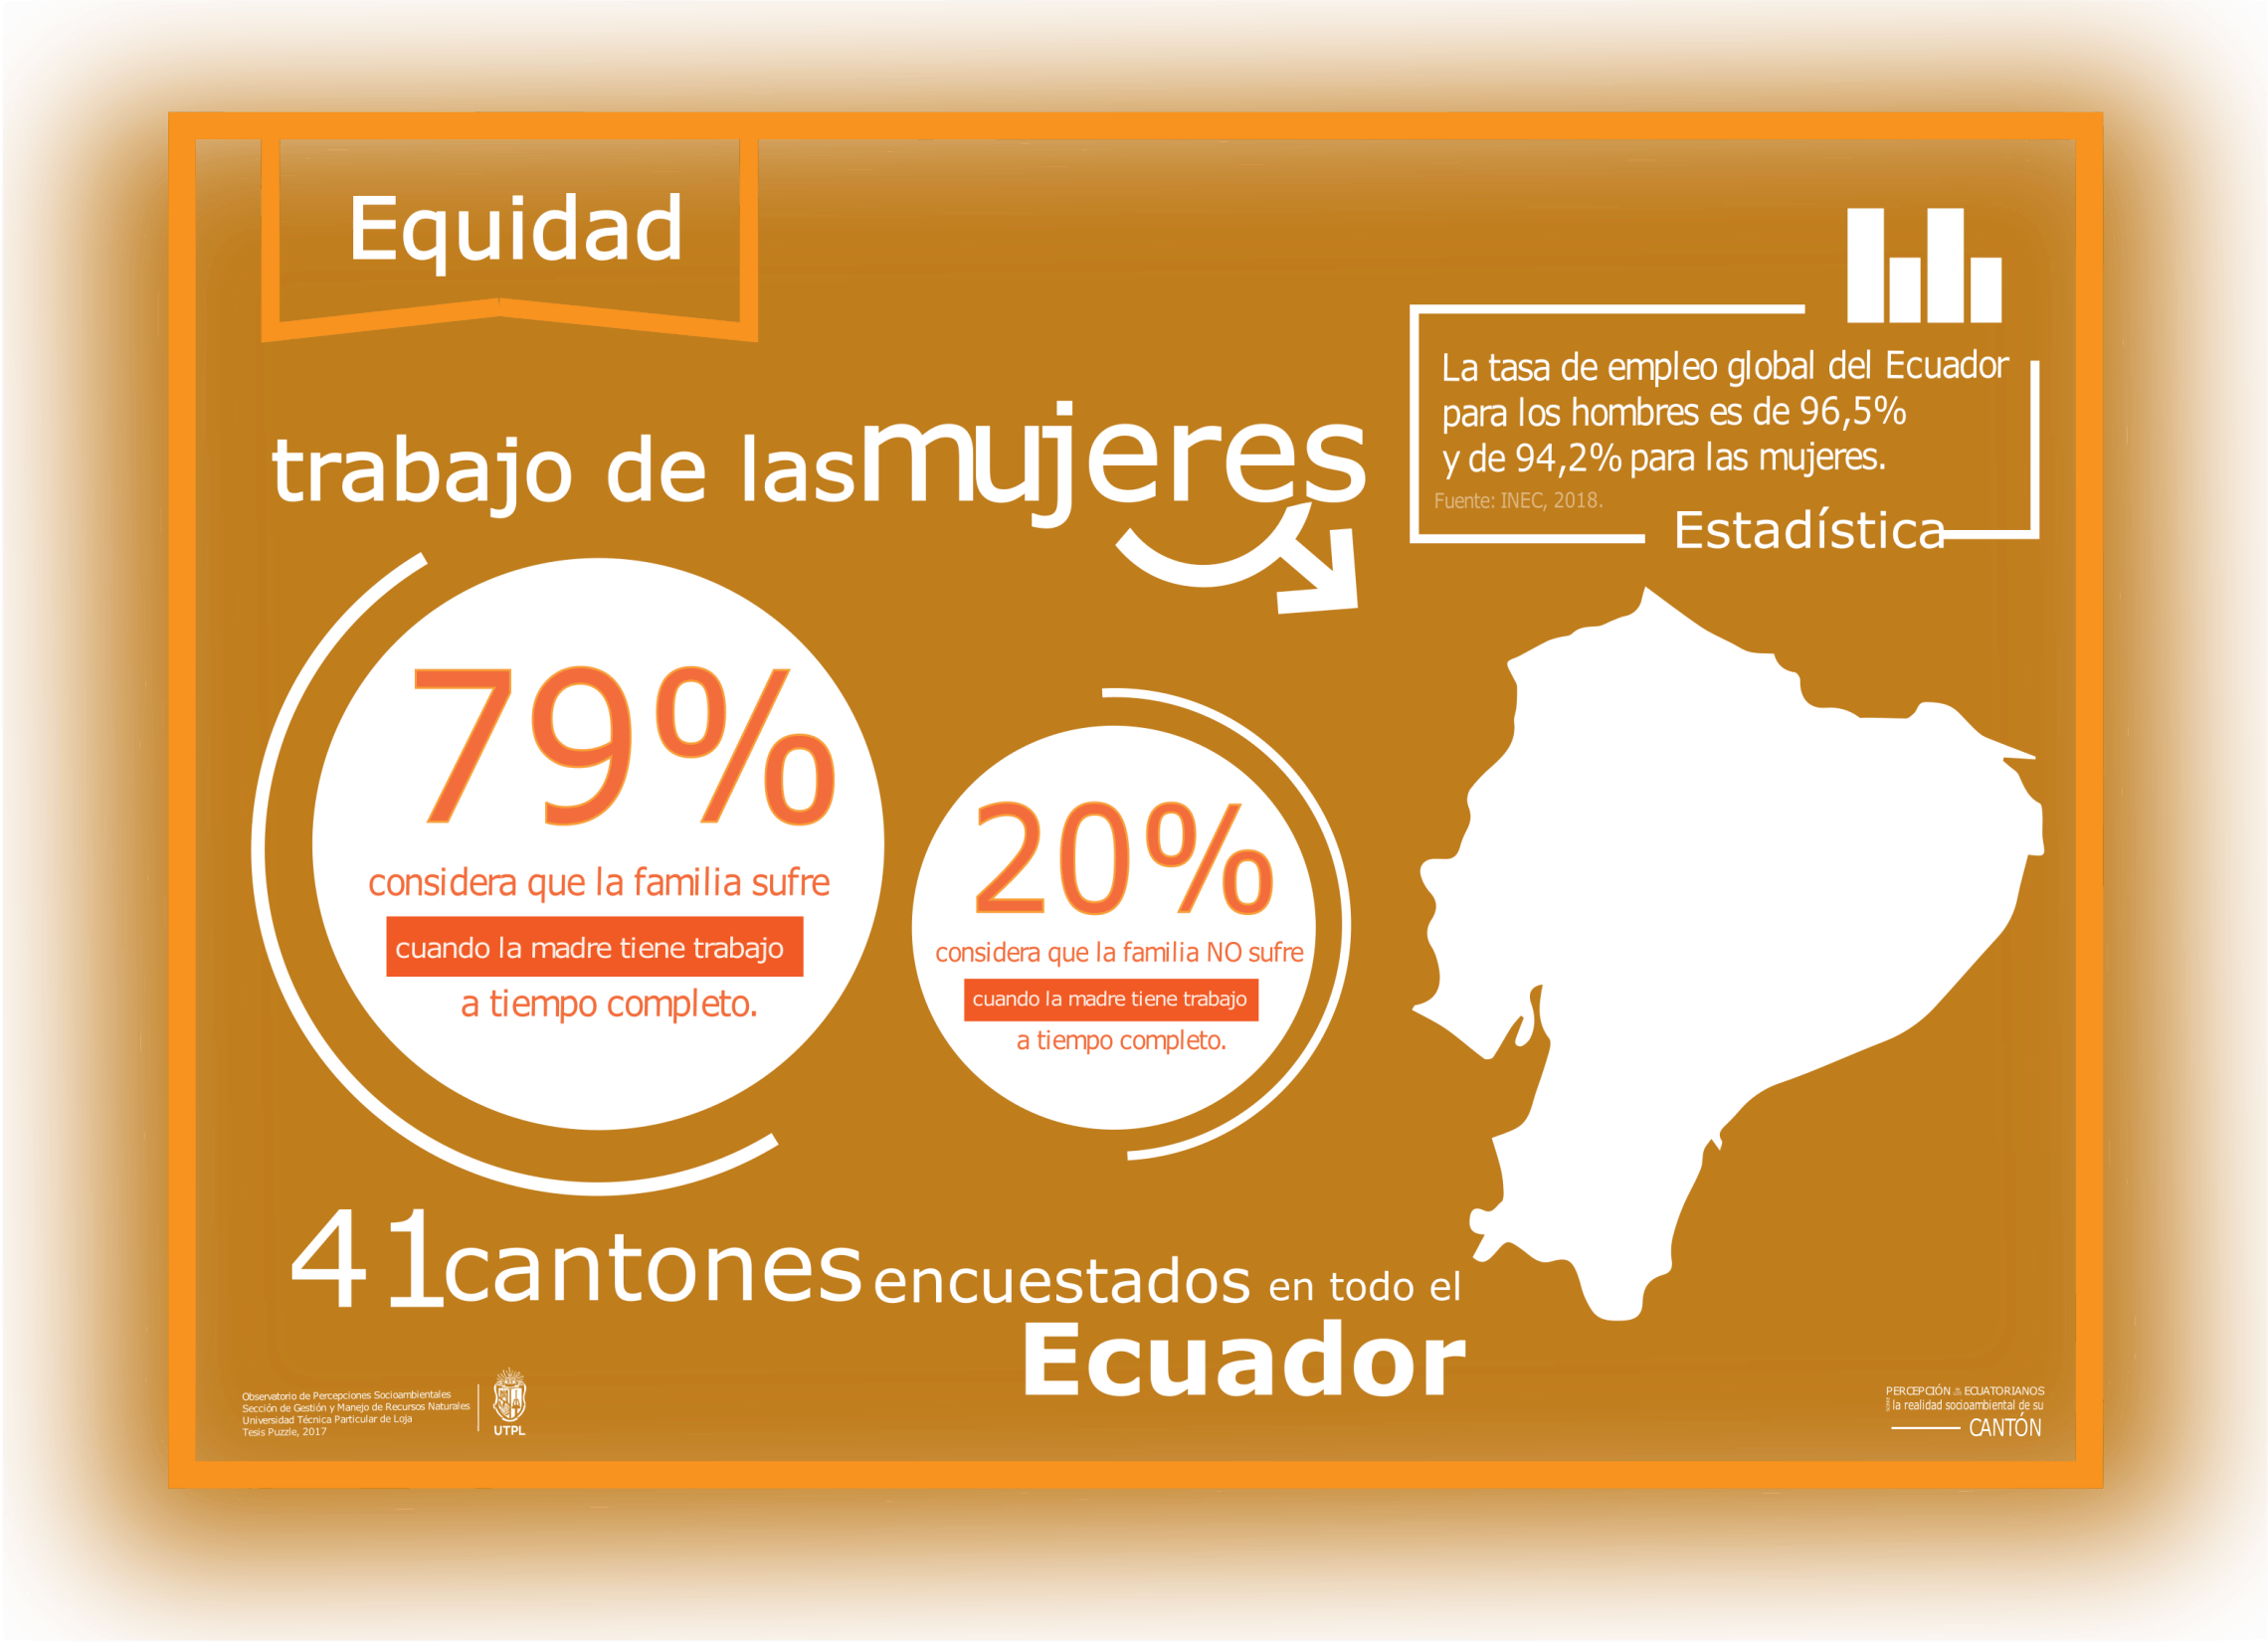 Equidad
La tasa de empleo global del Ecuador
para los hombres es de 96,5%
y de 94,2% para las mujeres.
Fuente: INEC, 2018.
Estadística
trabajo de las mujeres
79%
considera que la familia sufre
cuando la madre tiene trabajo
a tiempo completo.
20%
considera que la familia NO sufre
cuando la madre tiene trabajo
a tiempo completo.
41 cantones encuestados en todo el
Ecuador
Observatorio de Percepciones Socioambientales
Sección de Gestión y Manejo de Recursos Naturales
Universidad Técnica Particular de Loja
Tesis Puzzle, 2017
UTPL
PERCEPCIÓN ECUATORIANOS
la realidad socioambiental de su
CANTÓN